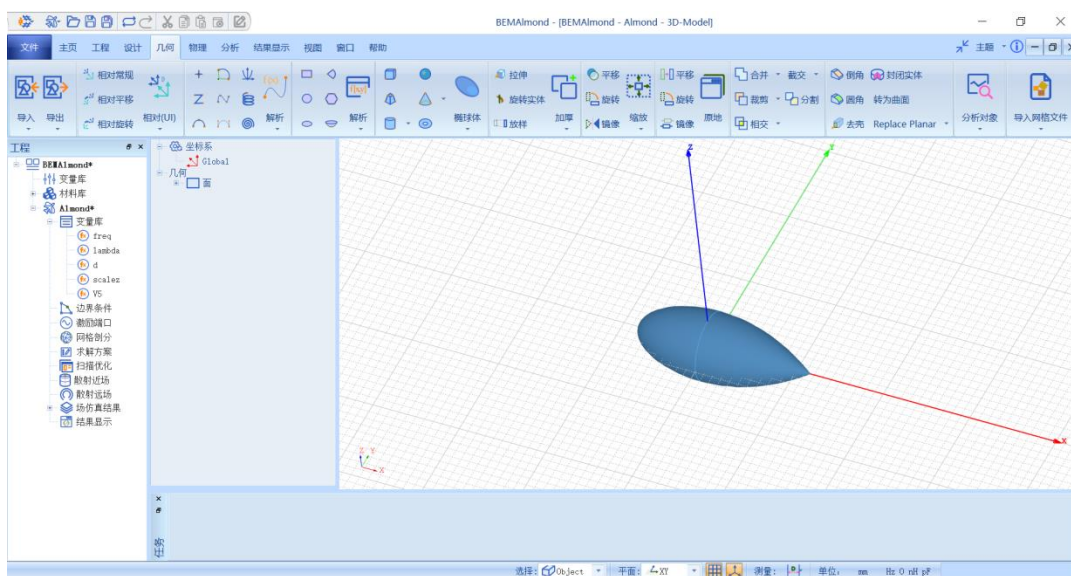 BEMAlmond - [BEMAlmond - Almond - 3D-Model]
文件 主页 工程 设计 几何 物理 分析 结果显示 视图 窗口 帮助 主题
导入 导出 相对常规 相对平移 相对旋转 相对(UI) 解析 解析 椭球体 拉伸 旋转实体 放样 加厚 平移 旋转 镜像 缩放 平移 旋转 镜像 原地 合并 截交 裁剪 分割 相交 倒角 封闭实体 圆角 转为曲面 去壳 Replace Planar 分析对象 导入网格文件
工程
BEMAlmond*
变量库
材料库
Almond*
变量库
freq
lambda
d
scalez
V5
边界条件
激励端口
网格剖分
求解方案
扫描优化
散射近场
散射远场
场仿真结果
结果显示
坐标系
Global
几何
面
Z
Y
X
Z Y
X
任务
选择: Object 平面: XY 测量: 单位: mm Hz O nH pF